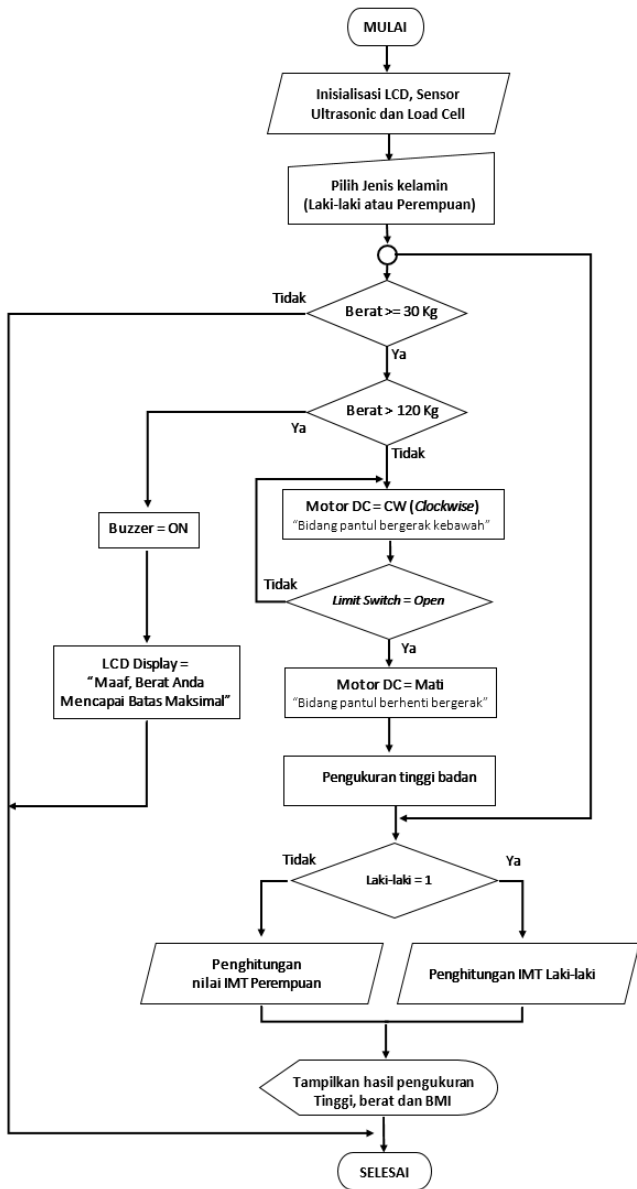 MULAI
Inisialisasi LCD, Sensor
Ultrasonic dan Load Cell
Pilih Jenis kelamin
(Laki-laki atau Perempuan)
Tidak
Berat >= 30 Kg
Ya
Berat > 120 Kg
Ya
Tidak
Motor DC = CW (Clockwise)
“Bidang pantul bergerak kebawah”
Buzzer = ON
Tidak
Limit Switch = Open
Ya
LCD Display =
“Maaf, Berat Anda
Mencapai Batas Maksimal”
Motor DC = Mati
“Bidang pantul berhenti bergerak”
Pengukuran tinggi badan
Tidak
Ya
Laki-laki = 1
Penghitungan
nilai IMT Perempuan
Penghitungan IMT Laki-laki
Tampilkan hasil pengukuran
Tinggi, berat dan BMI
SELESAI